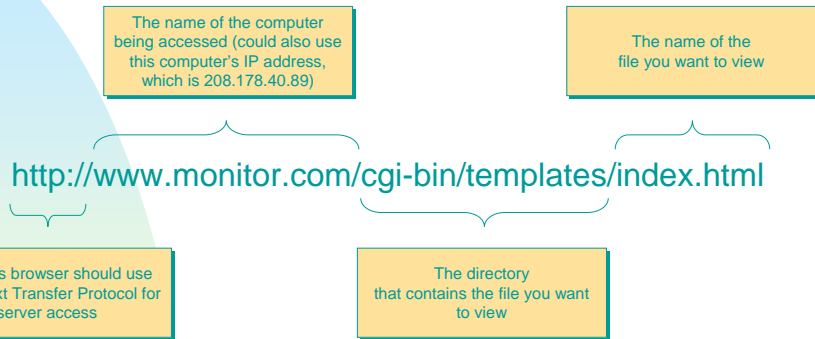 The name of the computer
being accessed (could also use
this computer's IP address,
which is 208.178.40.89)
The name of the
file you want to view
http://www.monitor.com/cgi-bin/templates/index.html
browser should use
Transfer Protocol for
server access
The directory
that contains the file you want
to view